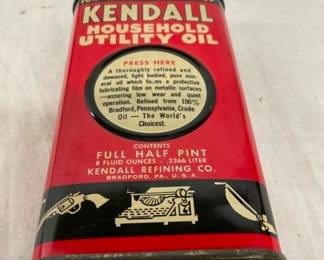 KENDALL
HOUSEHOLD
UTILITY OIL
PRESS HERE
A thoroughly refined and
dewaxed, light bodied, pure min-
eral oil which forms a protective
lubricating film on metallic surfaces
—assuring low wear and quiet
operation. Refined from 100%
Bradford, Pennsylvania, Crude
Oil — The World's
Choicest.
CONTENTS
FULL HALF PINT
8 FLUID OUNCES - .2366 LITER
KENDALL REFINING CO.
BRADFORD, PA., U.S.A.